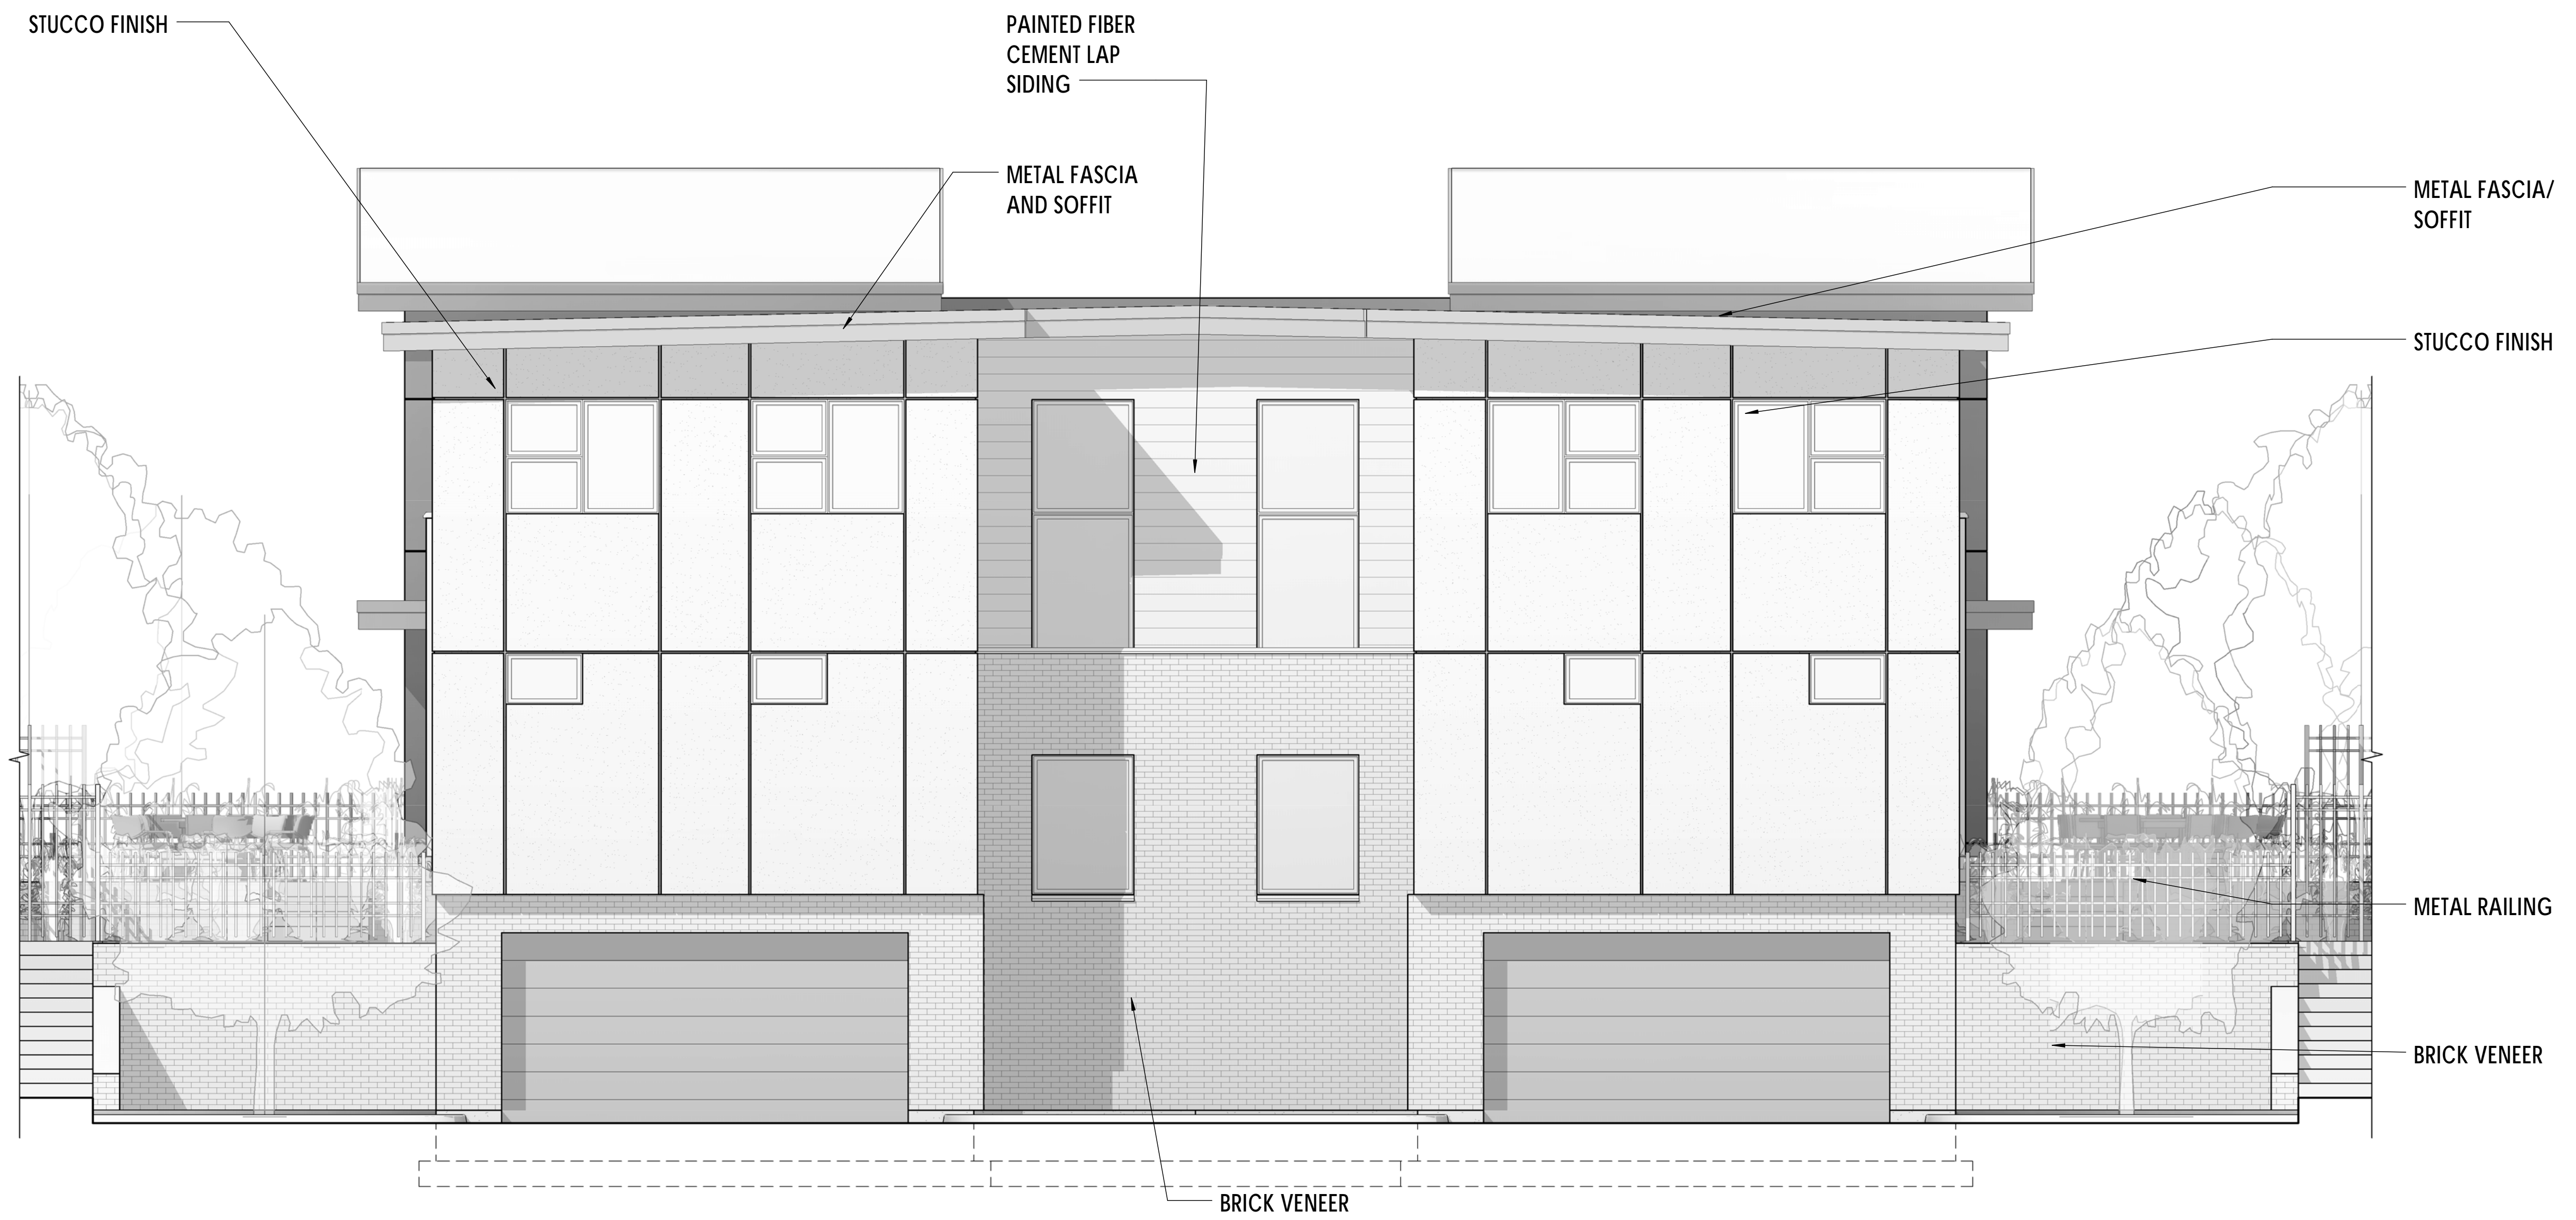 STUCCO FINISH
PAINTED FIBER
CEMENT LAP
SIDING
METAL FASCIA
AND SOFFIT
METAL FASCIA/
SOFFIT
STUCCO FINISH
METAL RAILING
BRICK VENEER
BRICK VENEER